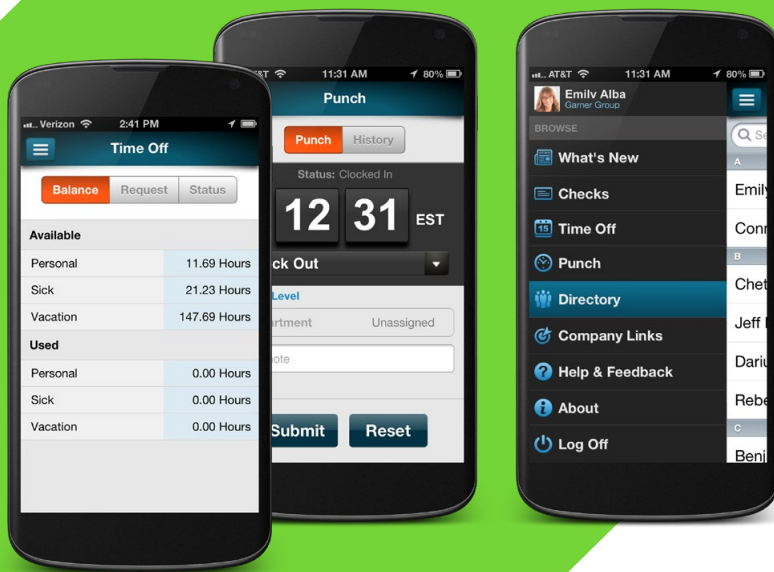 Verizon
2:41 PM
Time Off
Balance Request Status
Available
Personal 11.69 Hours
Sick 21.23 Hours
Vacation 147.69 Hours
Used
Personal 0.00 Hours
Sick 0.00 Hours
Vacation 0.00 Hours
11:31 AM 80%
Punch
Punch History
Status: Clocked In
12 31 EST
ck Out
Level
Unassigned
Submit Reset
AT&T 11:31 AM 80%
Emily Alba
Garner Group
BROWSE
What's New
Checks
15 Time Off
Punch
Directory
Company Links
Help & Feedback
About
Log Off
A
Emily
B
Chet
Jeff
C